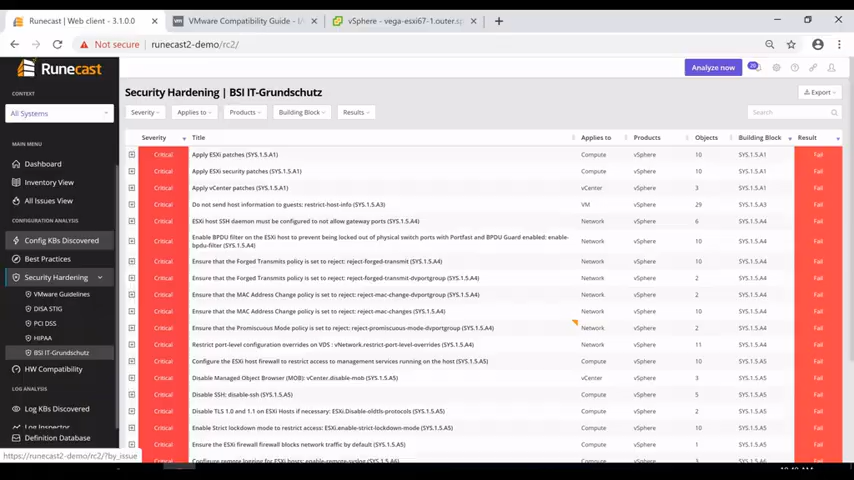 Runecast | Web client - 3.1.0.0
VMware Compatibility Guide - I/
vSphere - vega-esxi67-1.outer.s
Not secure
runecast2-demo/rc2/
Runecast
Analyze now
20
CONTEXT
All Systems
MAIN MENU
Dashboard
Inventory View
All Issues View
CONFIGURATION ANALYSIS
Config KBs Discovered
Best Practices
Security Hardening
VMware Guidelines
DISA STIG
PCI DSS
HIPAA
BSI IT-Grundschutz
HW Compatibility
LOG ANALYSIS
Log KBs Discovered
Log Inspector
Definition Database
https://runecast2-demo/rc2/?by_issue
Security Hardening | BSI IT-Grundschutz
Export
Severity Applies to Products Building Block Results
Search
Severity Title Applies to Products Objects Building Block Result
Critical Apply ESXi patches (SYS.1.5.A1) Compute vSphere 10 SYS.1.5.A1 Fail
Critical Apply ESXi security patches (SYS.1.5.A1) Compute vSphere 10 SYS.1.5.A1 Fail
Critical Apply vCenter patches (SYS.1.5.A1) vCenter vSphere 3 SYS.1.5.A1 Fail
Critical Do not send host information to guests: restrict-host-info (SYS.1.5.A3) VM vSphere 29 SYS.1.5.A3 Fail
Critical ESXi host SSH daemon must be configured to not allow gateway ports (SYS.1.5.A4) Network vSphere 6 SYS.1.5.A4 Fail
Critical Enable BPDU filter on the ESXi host to prevent being locked out of physical switch ports with Portfast and BPDU Guard enabled: enable-
bpdu-filter (SYS.1.5.A4) Network vSphere 10 SYS.1.5.A4 Fail
Critical Ensure that the Forged Transmits policy is set to reject: reject-forged-transmit (SYS.1.5.A4) Network vSphere 10 SYS.1.5.A4 Fail
Critical Ensure that the Forged Transmits policy is set to reject: reject-forged-transmit-dvportgroup (SYS.1.5.A4) Network vSphere 2 SYS.1.5.A4 Fail
Critical Ensure that the MAC Address Change policy is set to reject: reject-mac-change-dvportgroup (SYS.1.5.A4) Network vSphere 2 SYS.1.5.A4 Fail
Critical Ensure that the MAC Address Change policy is set to reject: reject-mac-changes (SYS.1.5.A4) Network vSphere 10 SYS.1.5.A4 Fail
Critical Ensure that the Promiscuous Mode policy is set to reject: reject-promiscuous-mode-dvportgroup (SYS.1.5.A4) Network vSphere 2 SYS.1.5.A4 Fail
Critical Restrict port-level configuration overrides on VDS : vNetwork.restrict-port-level-overrides (SYS.1.5.A4) Network vSphere 11 SYS.1.5.A4 Fail
Critical Configure the ESXi host firewall to restrict access to management services running on the host (SYS.1.5.A5) Compute vSphere 10 SYS.1.5.A5 Fail
Critical Disable Managed Object Browser (MOB): vCenter.disable-mob (SYS.1.5.A5) vCenter vSphere 3 SYS.1.5.A5 Fail
Critical Disable SSH: disable-ssh (SYS.1.5.A5) Compute vSphere 5 SYS.1.5.A5 Fail
Critical Disable TLS 1.0 and 1.1 on ESXi Hosts if necessary: ESXi.Disable-oldtls-protocols (SYS.1.5.A5) Compute vSphere 2 SYS.1.5.A5 Fail
Critical Enable Strict lockdown mode to restrict access: ESXi.enable-strict-lockdown-mode (SYS.1.5.A5) Compute vSphere 10 SYS.1.5.A5 Fail
Critical Ensure the ESXi firewall firewall blocks network traffic by default (SYS.1.5.A5) Compute vSphere 1 SYS.1.5.A5 Fail
Critical Configure remote logging for ESXi hosts: enable-remote-syslog (SYS.1.5.A6) Compute vSphere 10 SYS.1.5.A6 Fail